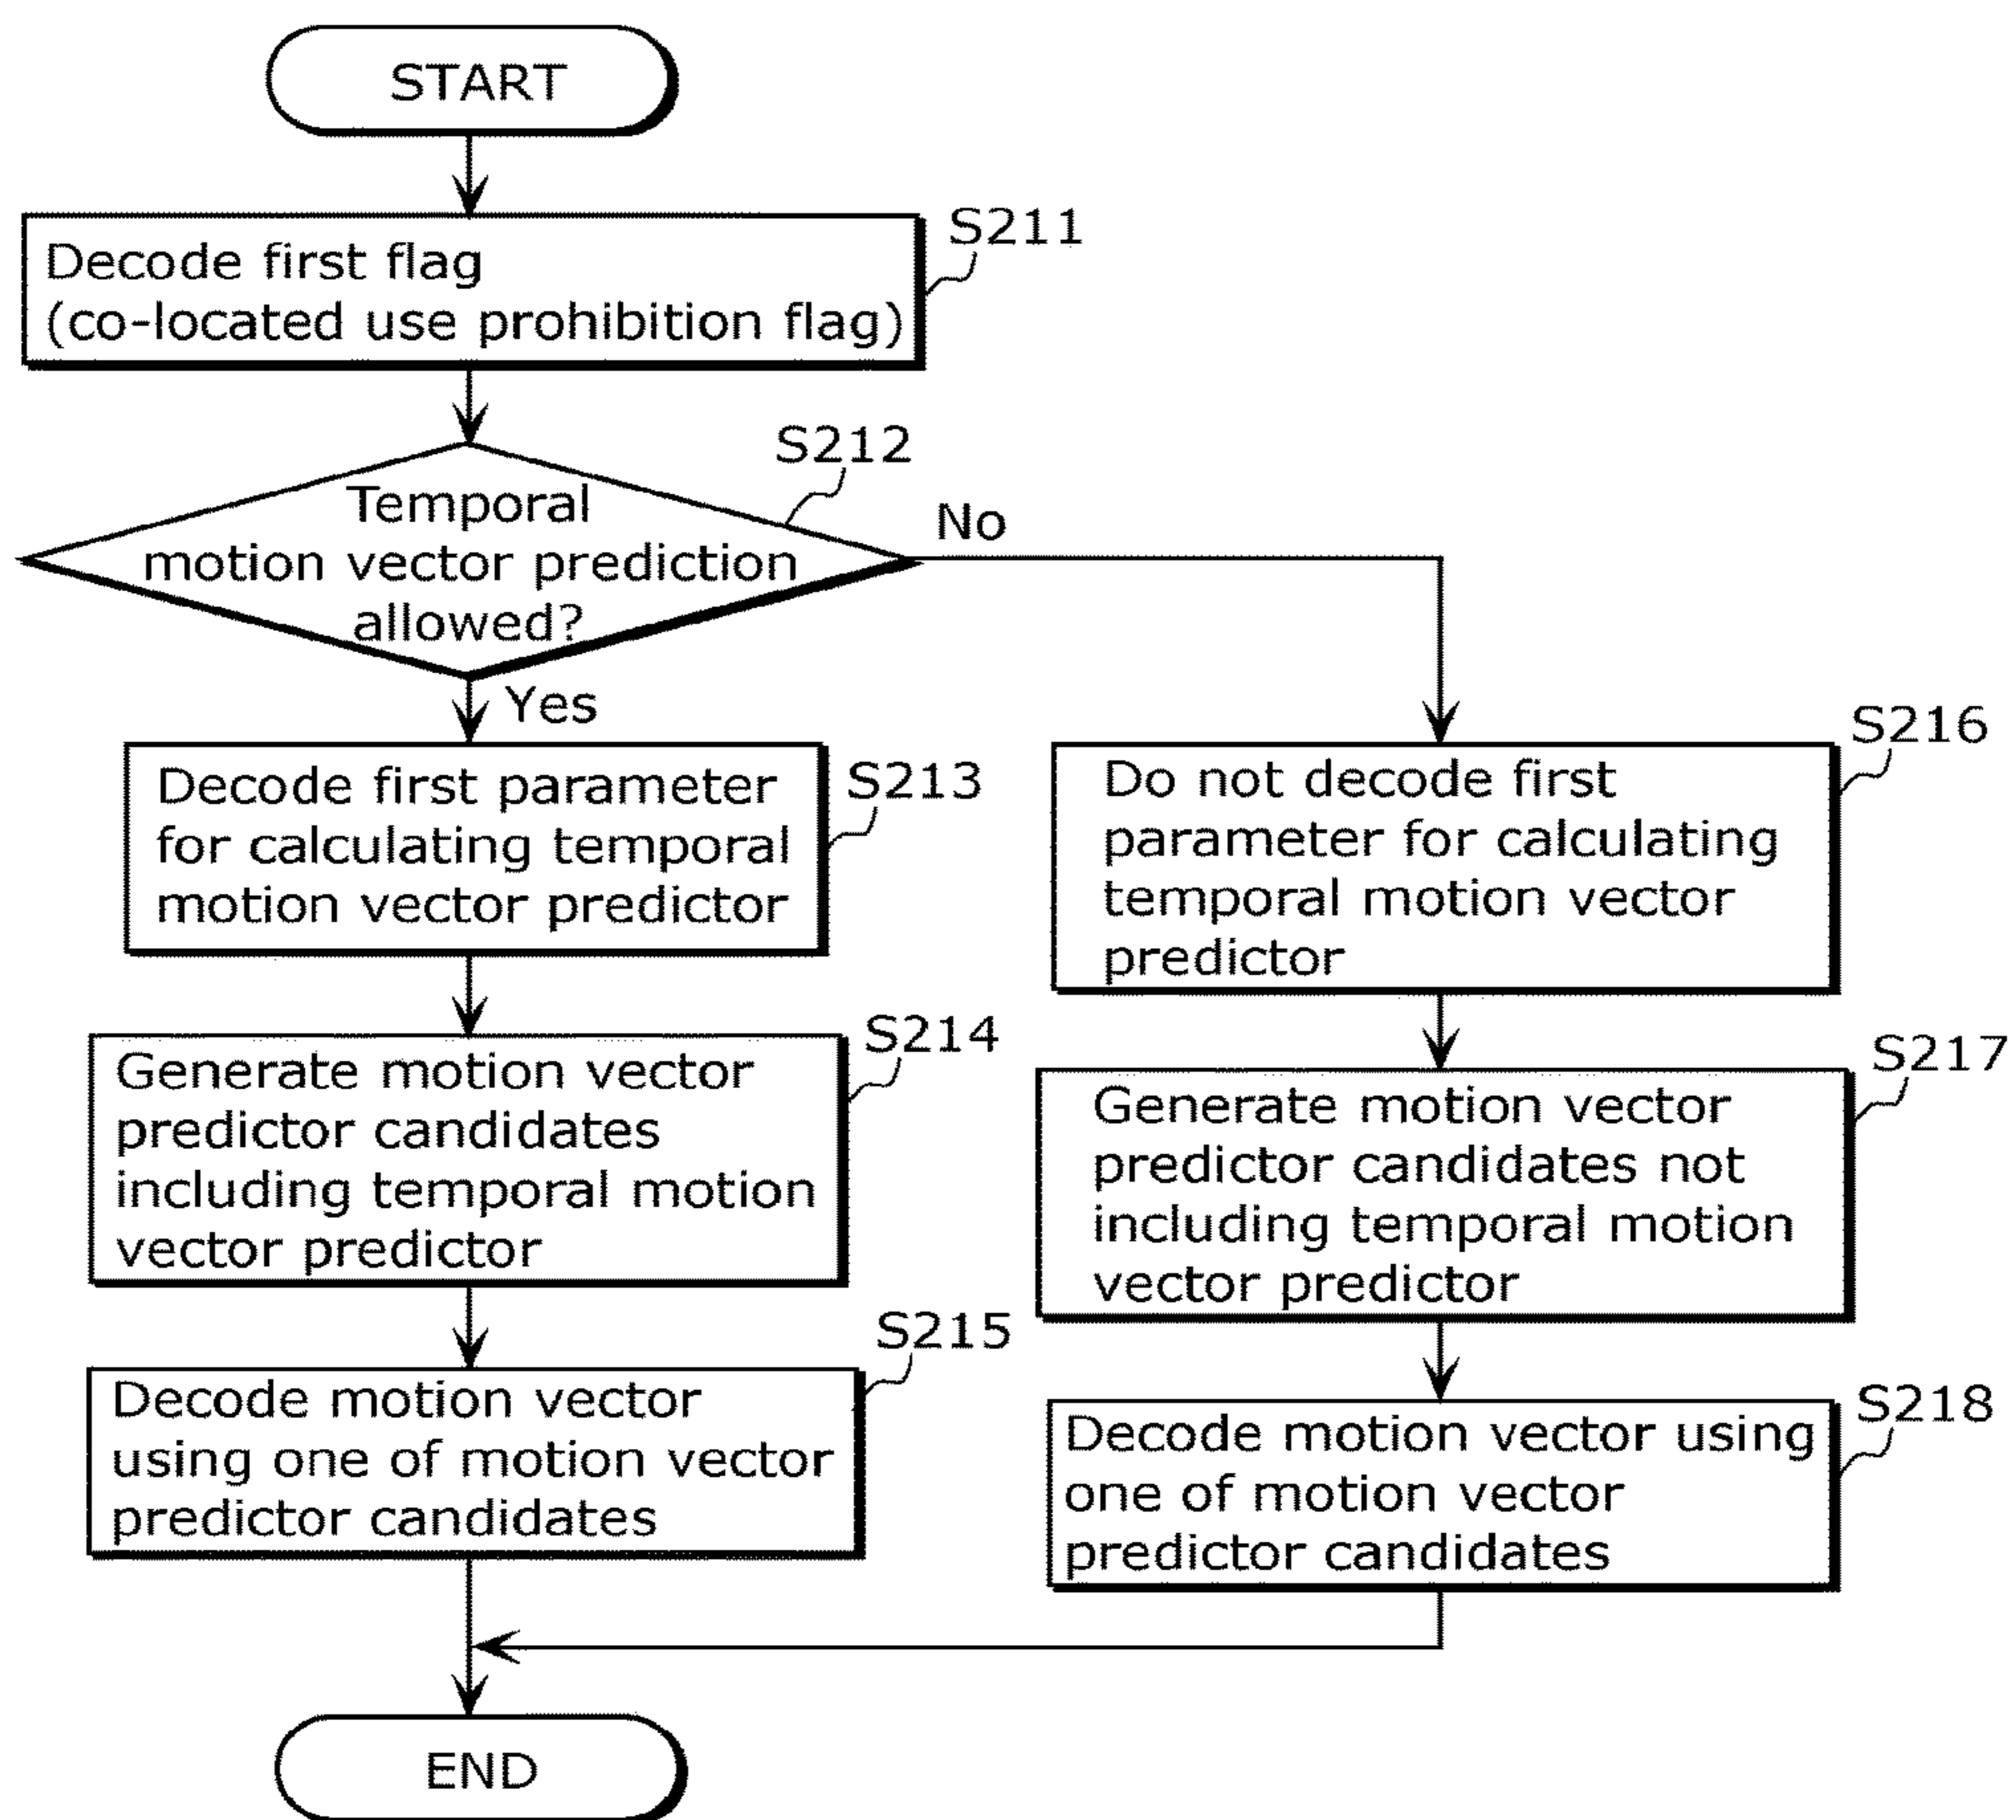 START
S211
Decode first flag
(co-located use prohibition flag)
S212
Temporal
motion vector prediction
allowed?
No
Yes
S213
Decode first parameter
for calculating temporal
motion vector predictor
S214
Generate motion vector
predictor candidates
including temporal motion
vector predictor
S215
Decode motion vector
using one of motion vector
predictor candidates
S216
Do not decode first
parameter for calculating
temporal motion vector
predictor
S217
Generate motion vector
predictor candidates not
including temporal motion
vector predictor
S218
Decode motion vector using
one of motion vector
predictor candidates
END